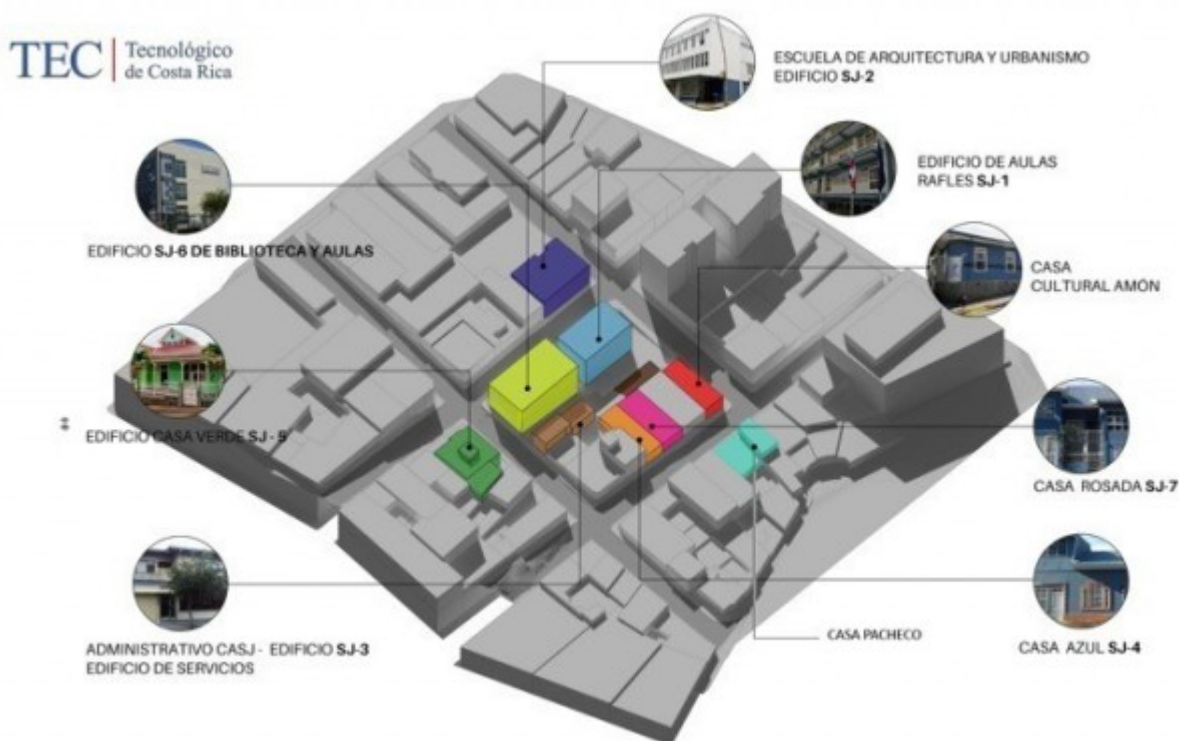 TEC
Tecnológico
de Costa Rica
ESCUELA DE ARQUITECTURA Y URBANISMO
EDIFICIO SJ-2
EDIFICIO DE AULAS
RAFLES SJ-1
EDIFICIO SJ-6 DE BIBLIOTECA Y AULAS
CASA
CULTURAL AMÓN
EDIFICIO CASA VERDE SJ - 5
CASA ROSADA SJ-7
ADMINISTRATIVO CASJ - EDIFICIO SJ-3
EDIFICIO DE SERVICIOS
CASA PACHECO
CASA AZUL SJ-4